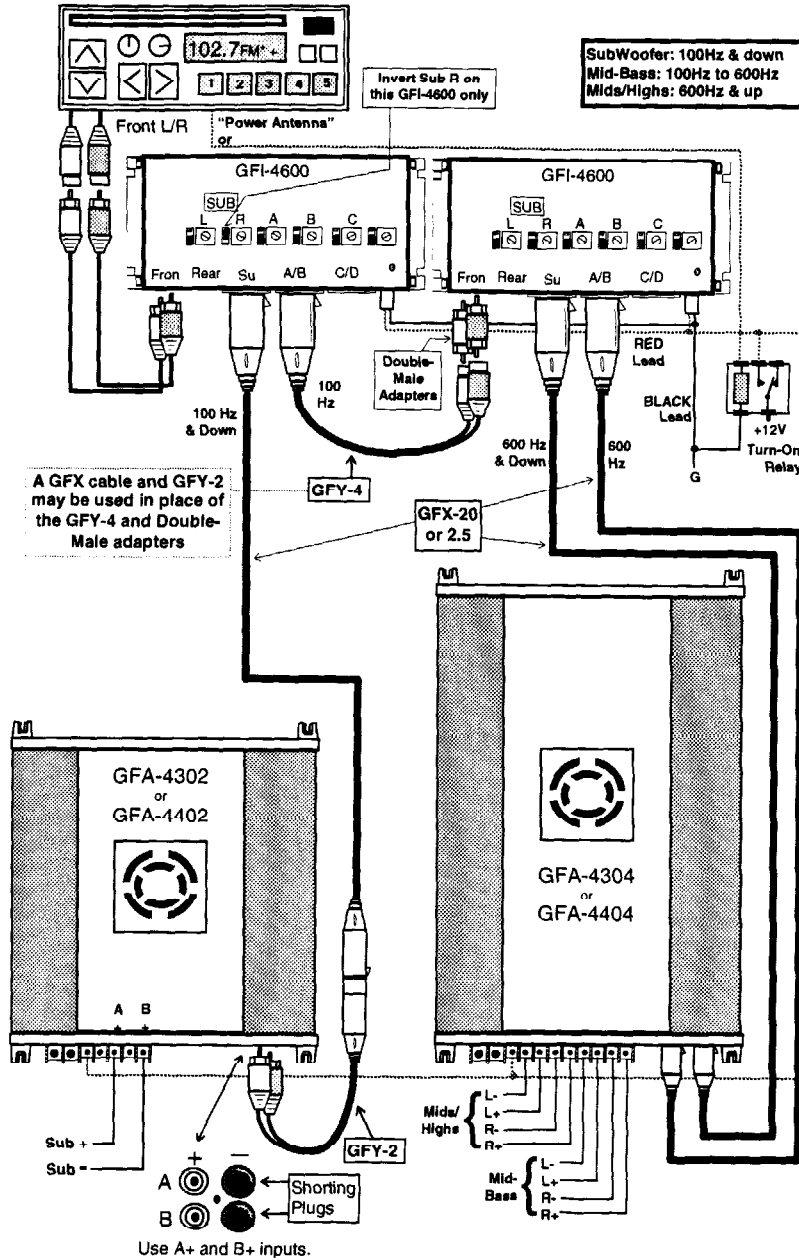 102.7FM
1 2 3 4 5
Invert Sub R on
this GFI-4600 only
SubWoofer: 100Hz & down
Mid-Bass: 100Hz to 600Hz
Mids/Highs: 600Hz & up
Front L/R
"Power Antenna"
or
GFI-4600
SUB
L R A B C
Fron Rear Su A/B C/D
GFI-4600
SUB
L R A B C
Fron Rear Su A/B C/D
Double-
Male
Adapters
RED
Lead
BLACK
Lead
+12V
Turn-On
Relay
G
100 Hz
& Down
100
Hz
600 Hz
& Down
600
Hz
A GFX cable and GFY-2
may be used in place of
the GFY-4 and Double-
Male adapters
GFY-4
GFX-20
or 2.5
GFA-4302
or
GFA-4402
A B
GFA-4304
or
GFA-4404
Sub +
Sub -
GFY-2
+ -
A
B
Shorting
Plugs
Use A+ and B+ inputs.
Mids/
Highs
L-
L+
R-
R+
Mid-
Bass
L-
L+
R-
R+